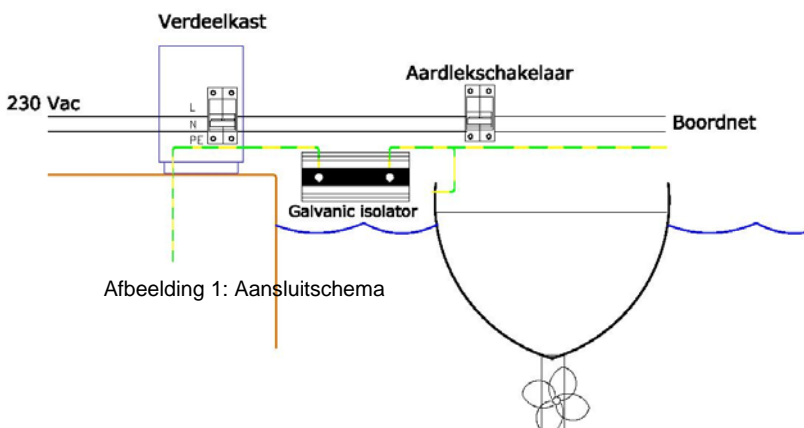 Verdeelkast
Aardlekschakelaar
230 Vac
L
N
PE
Boordnet
Galvanic isolator
Afbeelding 1: Aansluitschema